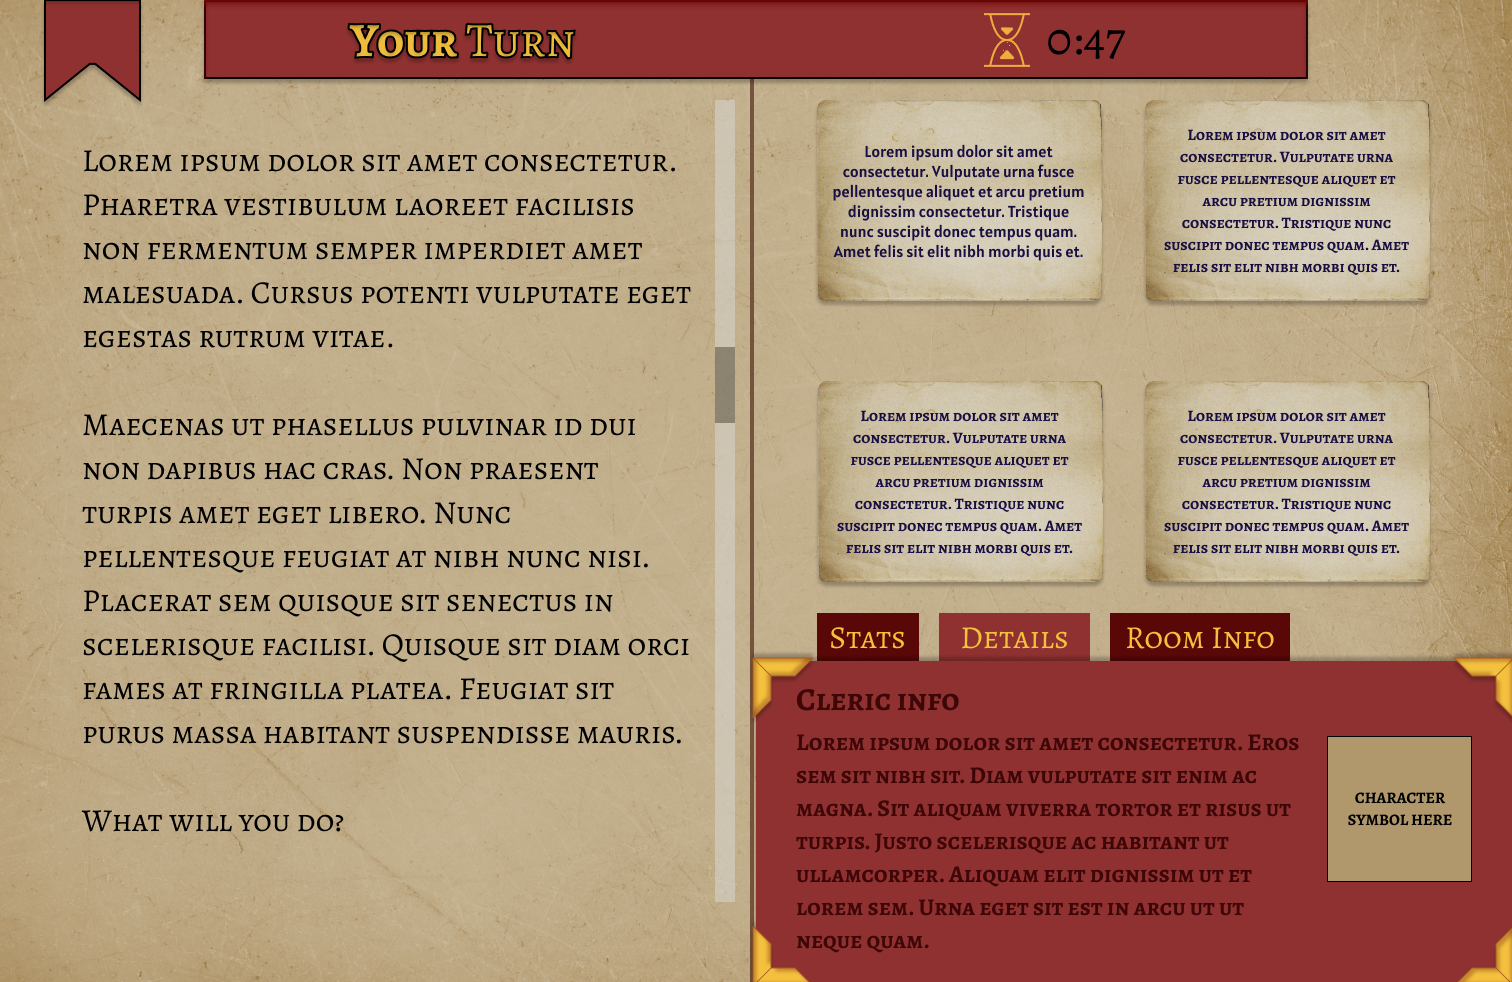 Your Turn
0:47
Lorem ipsum dolor sit amet consectetur.
Pharetra vestibulum laoreet facilisis
non fermentum semper imperdiet amet
malesuada. Cursus potenti vulputate eget
egestas rutrum vitae.
Maecenas ut phasellus pulvinar id dui
non dapibus hac cras. Non praesent
turpis amet eget libero. Nunc
pellentesque feugiat at nibh nunc nisi.
Placerat sem quisque sit senectus in
scelerisque facilisi. Quisque sit diam orci
fames at fringilla platea. Feugiat sit
purus massa habitant suspendisse mauris.
What will you do?
Lorem ipsum dolor sit amet
consectetur. Vulputate urna fusce
pellentesque aliquet et arcu pretium
dignissim consectetur. Tristique
nunc suscipit donec tempus quam.
Amet felis sit elit nibh morbi quis et.
Lorem ipsum dolor sit amet
consectetur. Vulputate urna
fusce pellentesque aliquet et
arcu pretium dignissim
consectetur. Tristique nunc
suscipit donec tempus quam. Amet
felis sit elit nibh morbi quis et.
Lorem ipsum dolor sit amet
consectetur. Vulputate urna
fusce pellentesque aliquet et
arcu pretium dignissim
consectetur. Tristique nunc
suscipit donec tempus quam. Amet
felis sit elit nibh morbi quis et.
Lorem ipsum dolor sit amet
consectetur. Vulputate urna
fusce pellentesque aliquet et
arcu pretium dignissim
consectetur. Tristique nunc
suscipit donec tempus quam. Amet
felis sit elit nibh morbi quis et.
Stats
Details
Room Info
Cleric info
Lorem ipsum dolor sit amet consectetur. Eros
sem sit nibh sit. Diam vulputate sit enim ac
magna. Sit aliquam viverra tortor et risus ut
turpis. Justo scelerisque ac habitant ut
ullamcorper. Aliquam elit dignissim ut et
lorem sem. Urna eget sit est in arcu ut ut
neque quam.
character
symbol here